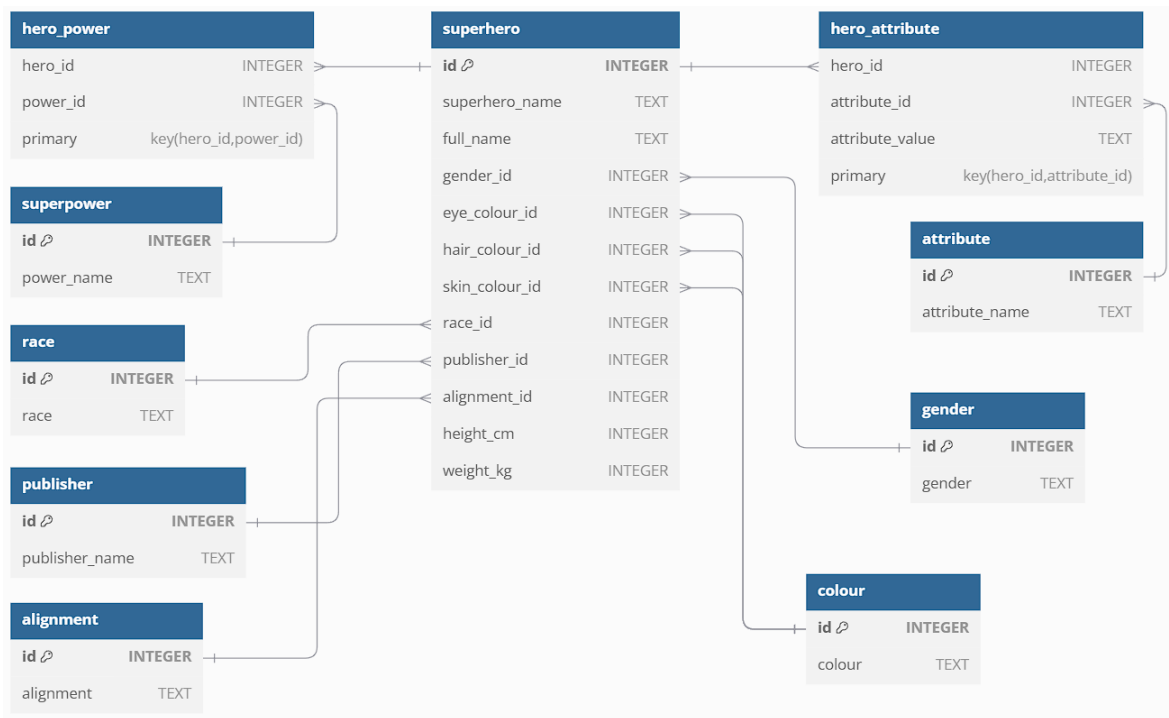 hero_power
hero_id INTEGER
power_id INTEGER
primary key(hero_id,power_id)
superpower
id INTEGER
power_name TEXT
race
id INTEGER
race TEXT
publisher
id INTEGER
publisher_name TEXT
alignment
id INTEGER
alignment TEXT
superhero
id INTEGER
superhero_name TEXT
full_name TEXT
gender_id INTEGER
eye_colour_id INTEGER
hair_colour_id INTEGER
skin_colour_id INTEGER
race_id INTEGER
publisher_id INTEGER
alignment_id INTEGER
height_cm INTEGER
weight_kg INTEGER
hero_attribute
hero_id INTEGER
attribute_id INTEGER
attribute_value TEXT
primary key(hero_id,attribute_id)
attribute
id INTEGER
attribute_name TEXT
gender
id INTEGER
gender TEXT
colour
id INTEGER
colour TEXT